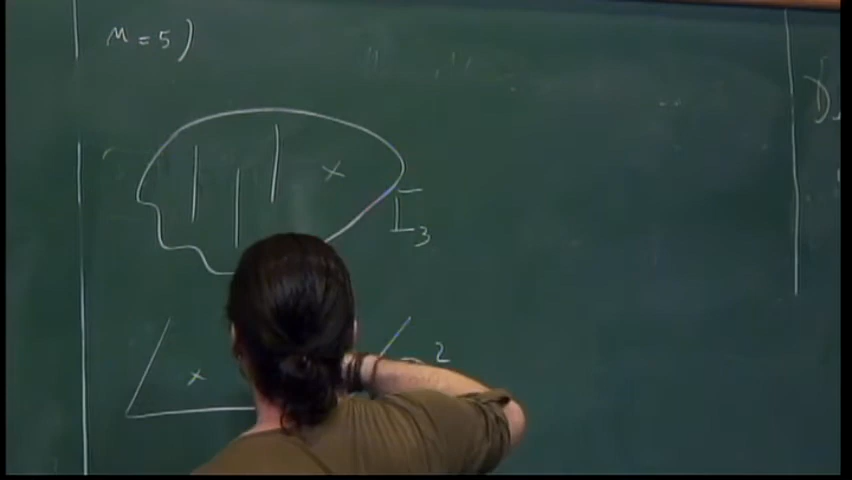 n = 5)
×
I₃
×
2